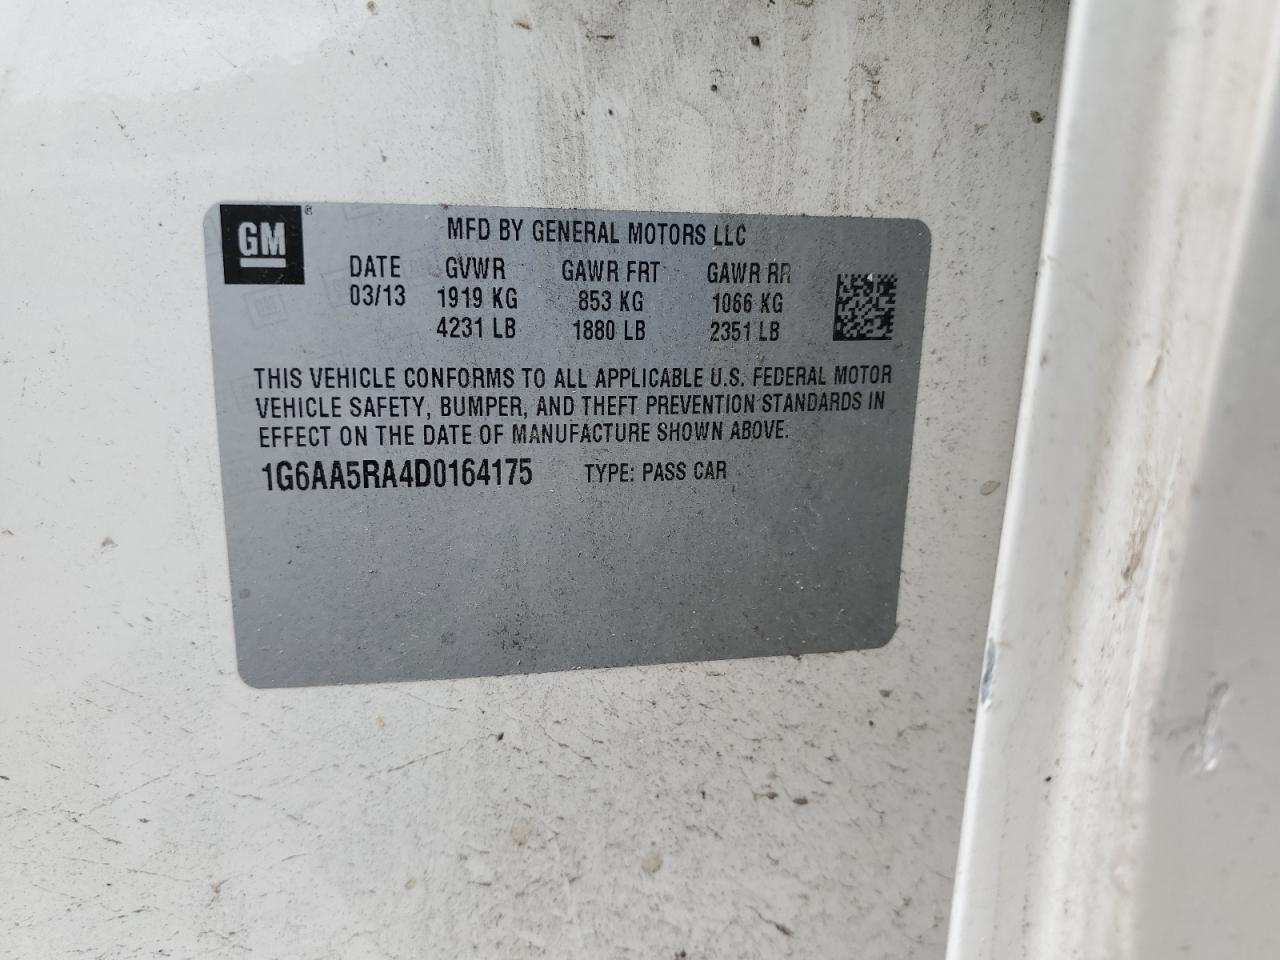 GM ®
MFD BY GENERAL MOTORS LLC
DATE GVWR GAWR FRT GAWR RR
03/13 1919 KG 853 KG 1066 KG
4231 LB 1880 LB 2351 LB
THIS VEHICLE CONFORMS TO ALL APPLICABLE U.S. FEDERAL MOTOR
VEHICLE SAFETY, BUMPER, AND THEFT PREVENTION STANDARDS IN
EFFECT ON THE DATE OF MANUFACTURE SHOWN ABOVE.
1G6AA5RA4D0164175 TYPE: PASS CAR